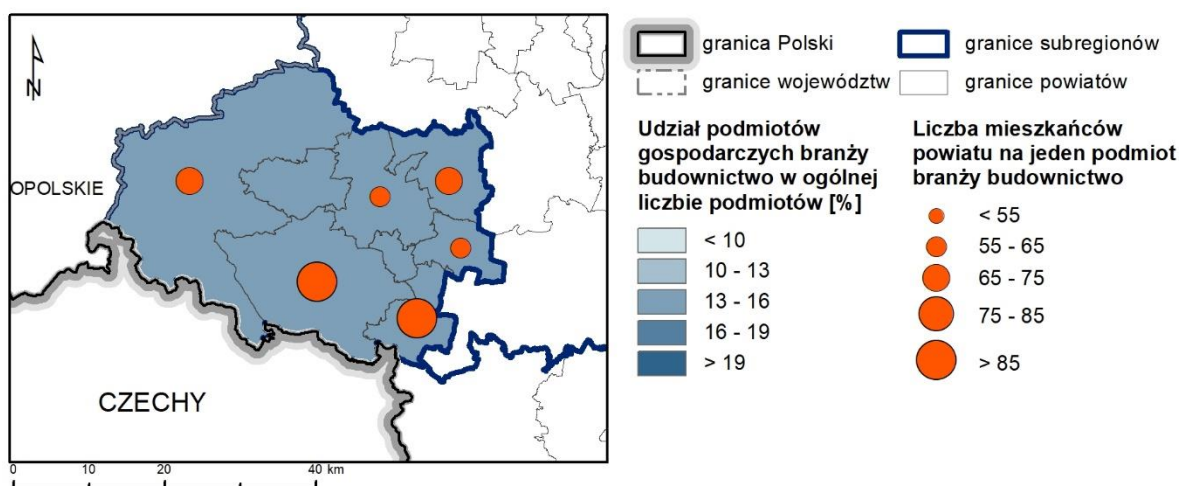 N
OPOLSKIE
CZECHY
0 10 20 40 km
granica Polski
granice subregionów
granice województw
granice powiatów
Udział podmiotów
gospodarczych branży
budownictwo w ogólnej
liczbie podmiotów [%]
< 10
10 - 13
13 - 16
16 - 19
> 19
Liczba mieszkańców
powiatu na jeden podmiot
branży budownictwo
< 55
55 - 65
65 - 75
75 - 85
> 85